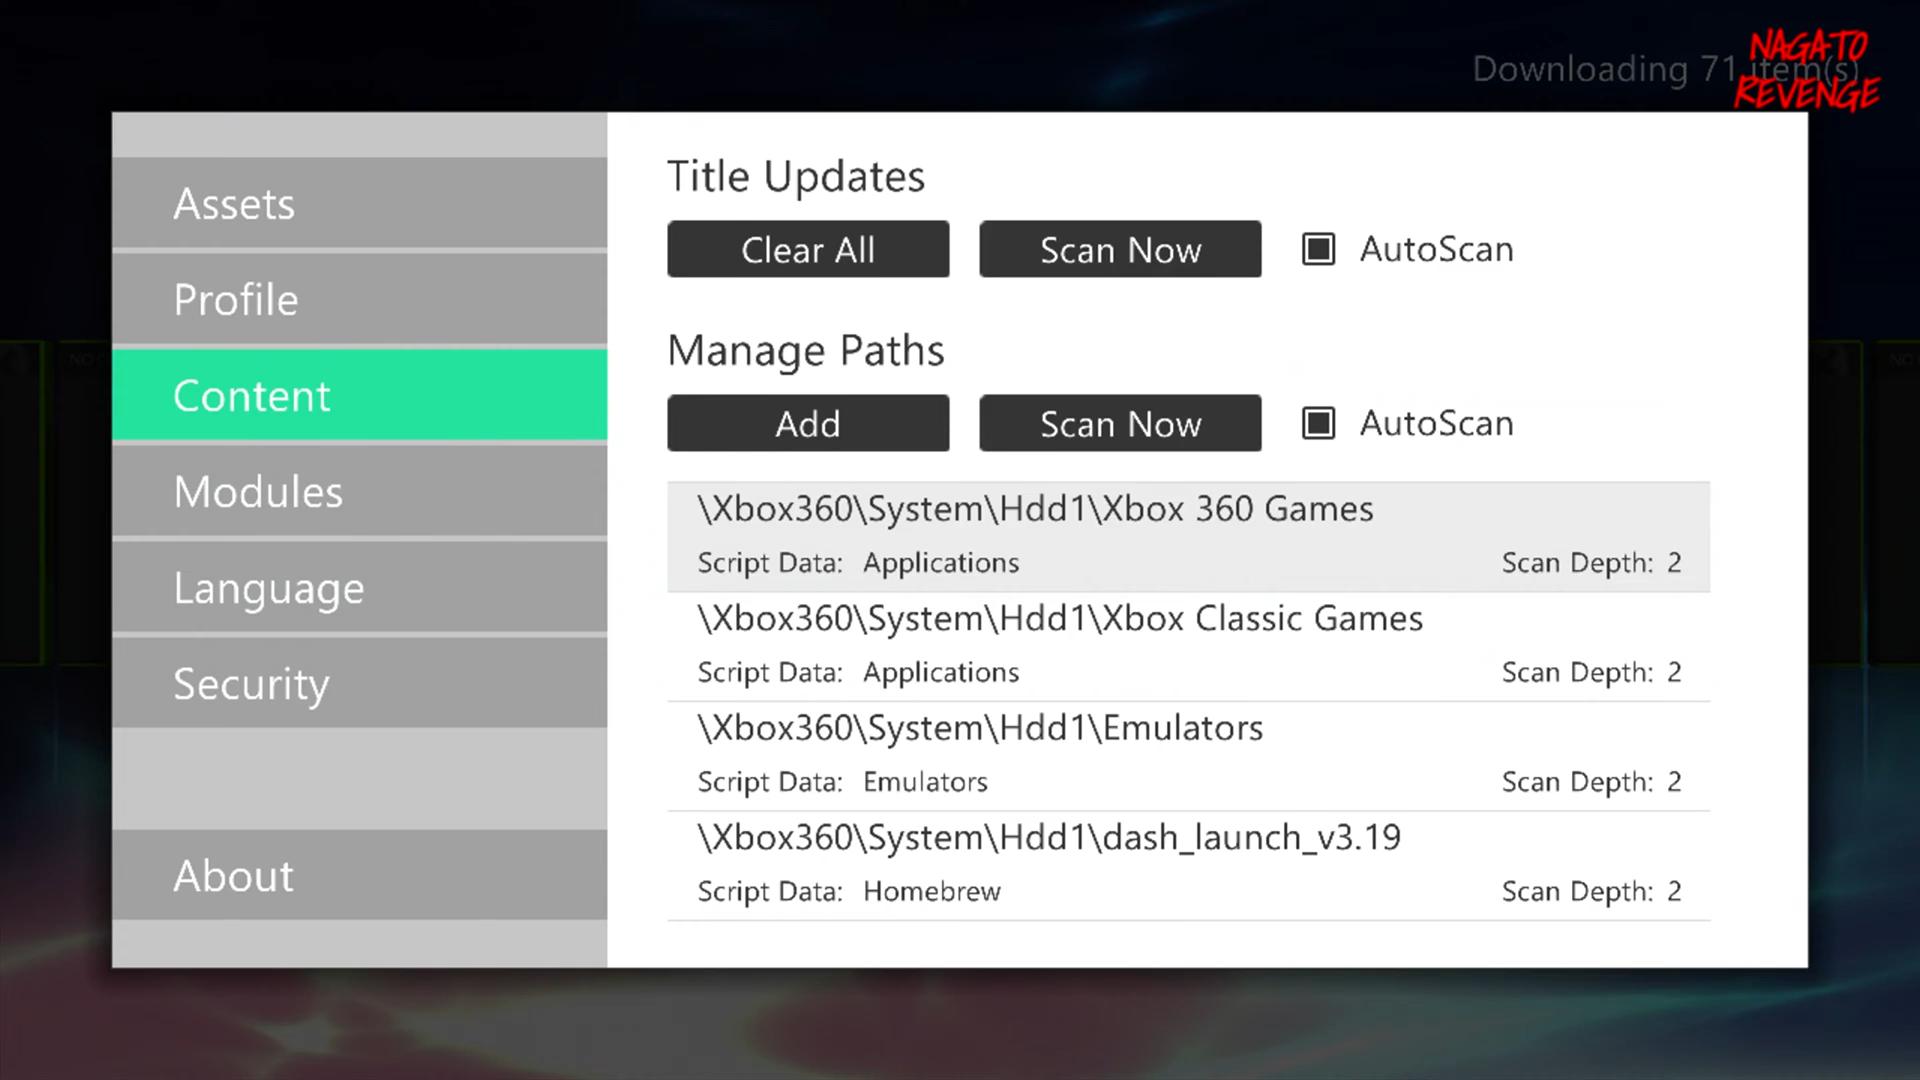 Downloading 71 item(s)
NAGATO
REVENGE
Assets
Profile
Content
Modules
Language
Security
About
Title Updates
Clear All
Scan Now
AutoScan
Manage Paths
Add
Scan Now
AutoScan
\Xbox360\System\Hdd1\Xbox 360 Games
Script Data: Applications
Scan Depth: 2
\Xbox360\System\Hdd1\Xbox Classic Games
Script Data: Applications
Scan Depth: 2
\Xbox360\System\Hdd1\Emulators
Script Data: Emulators
Scan Depth: 2
\Xbox360\System\Hdd1\dash_launch_v3.19
Script Data: Homebrew
Scan Depth: 2